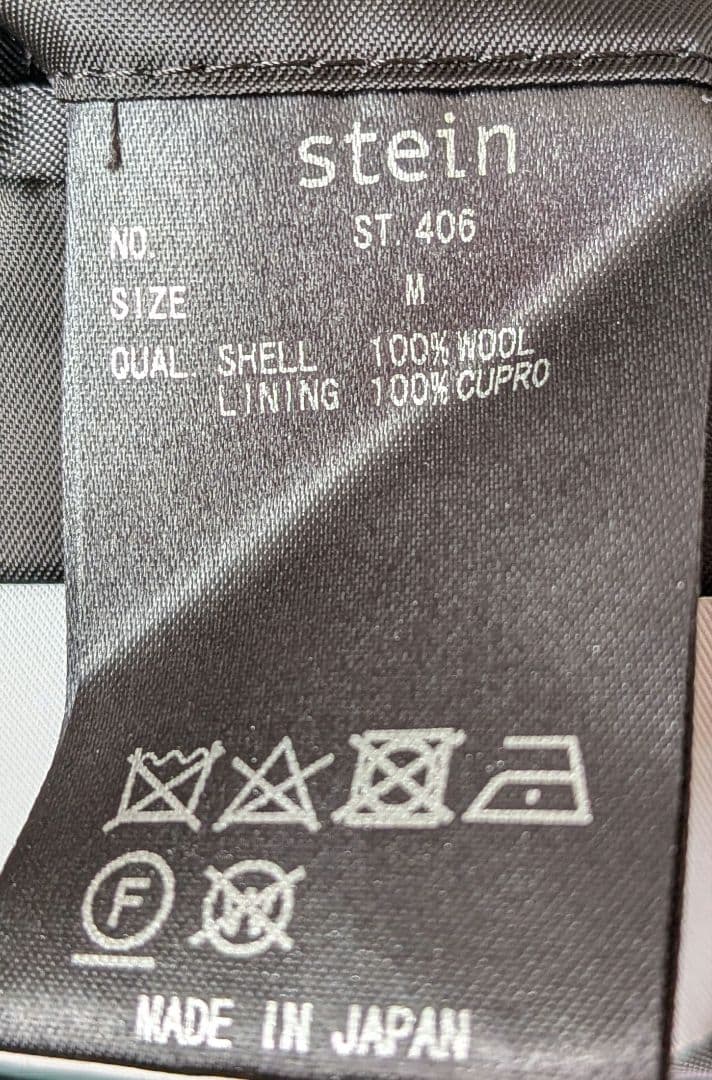 stein
NO. ST. 406
SIZE M
QUAL SHELL 100% WOOL
LINING 100% CUPRO
F W
MADE IN JAPAN